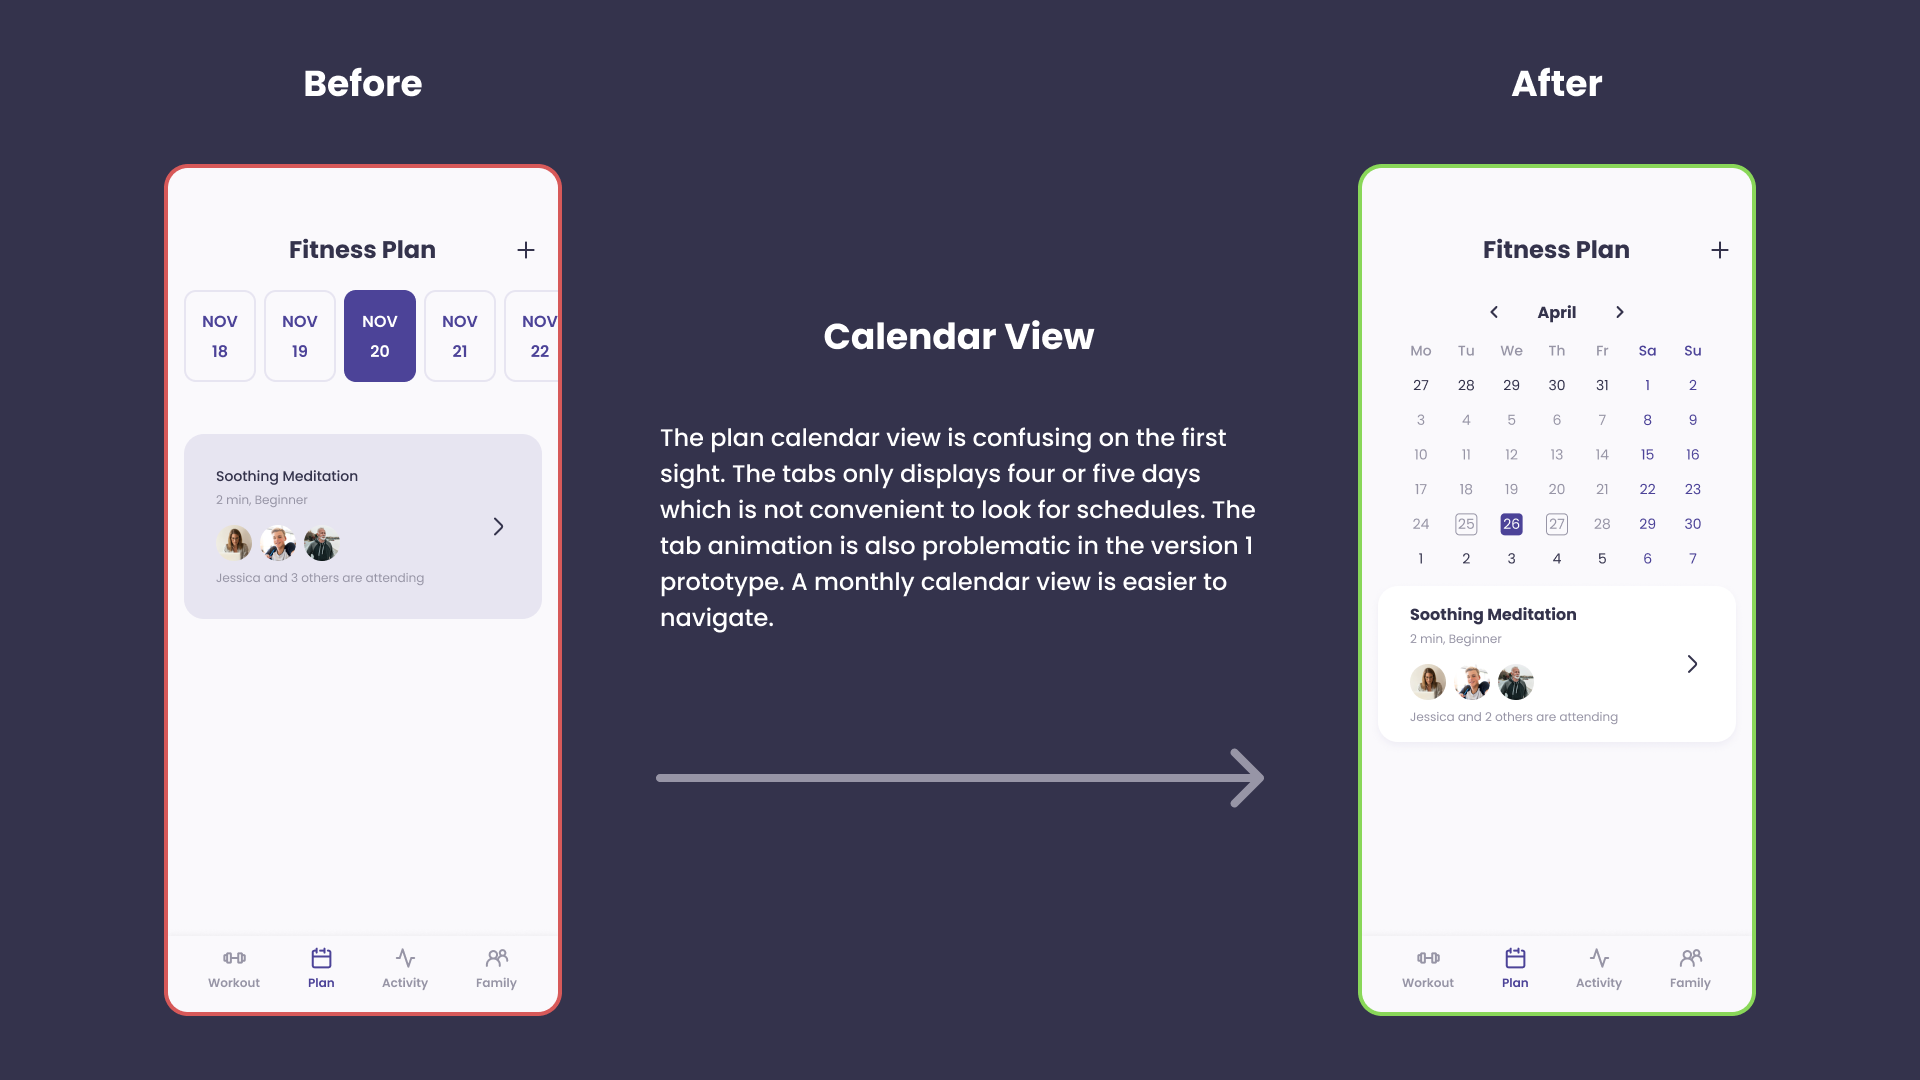 Before
After
Fitness Plan
NOV
18
NOV
19
NOV
20
NOV
21
NOV
22
Soothing Meditation
2 min, Beginner
Jessica and 3 others are attending
Workout
Plan
Activity
Family
Calendar View
The plan calendar view is confusing on the first
sight. The tabs only displays four or five days
which is not convenient to look for schedules. The
tab animation is also problematic in the version 1
prototype. A monthly calendar view is easier to
navigate.
Fitness Plan
April
Mo Tu We Th Fr Sa Su
27 28 29 30 31 1 2
3 4 5 6 7 8 9
10 11 12 13 14 15 16
17 18 19 20 21 22 23
24 25 26 27 28 29 30
1 2 3 4 5 6 7
Soothing Meditation
2 min, Beginner
Jessica and 2 others are attending
Workout
Plan
Activity
Family